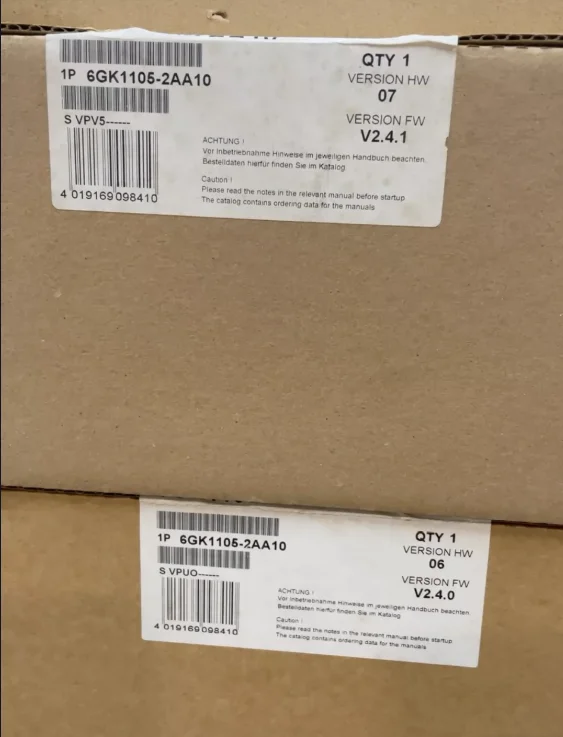 1P 6GK1105-2AA10
S VPV5------
4 019169 098410
QTY 1
VERSION HW
07
VERSION FW
V2.4.1
ACHTUNG !
Vor Inbetriebnahme Hinweise im jeweiligen Handbuch beachten.
Bestelldaten hierfür finden Sie im Katalog.
Caution !
Please read the notes in the relevant manual before startup
The catalog contains ordering data for the manuals
1P 6GK1105-2AA10
S VPUO------
4 019169 098410
QTY 1
VERSION HW
06
VERSION FW
V2.4.0
ACHTUNG !
Vor Inbetriebnahme Hinweise im jeweiligen Handbuch beachten.
Bestelldaten hierfür finden Sie im Katalog.
Caution !
Please read the notes in the relevant manual before startup.
The catalog contains ordering data for the manuals